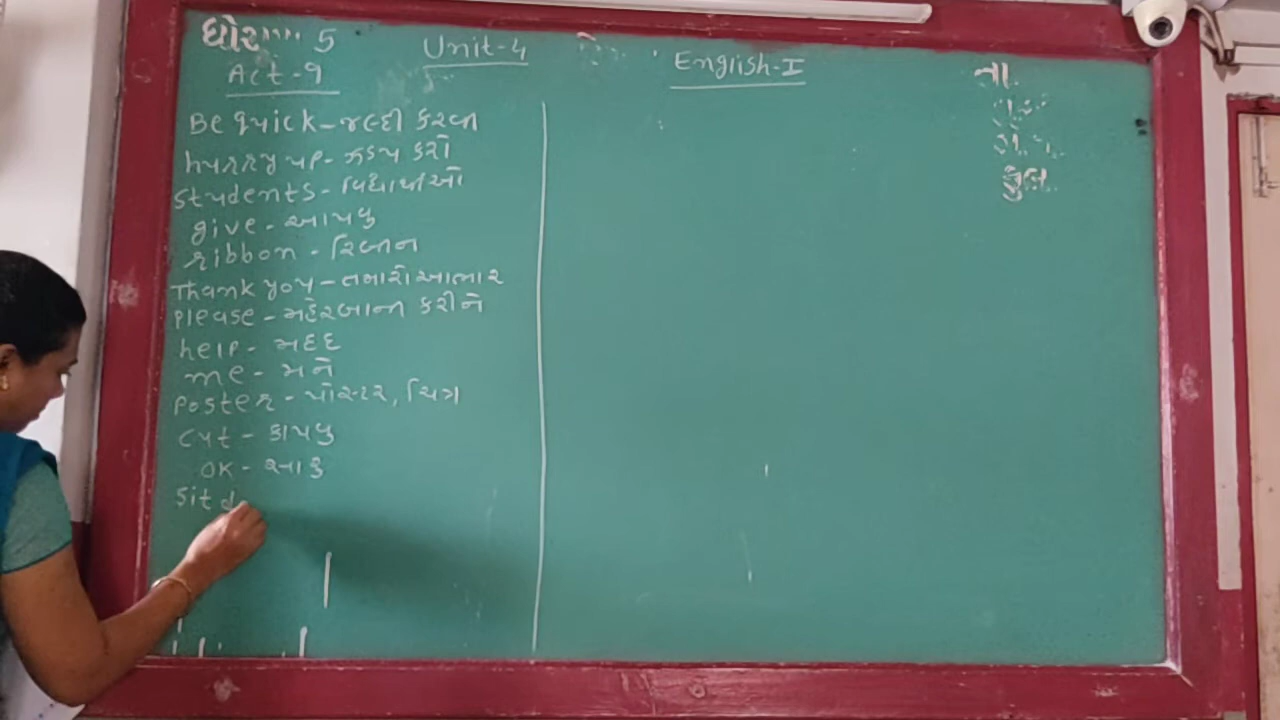 ધોરણ 5
Unit-4
English-I
Act-9
તા.
કુલ
Be quick-જલ્દી કરવી
hurry up-ઝડપ કરો
students-વિદ્યાર્થીઓ
give-આપવુ
ribbon-રિબીન
Thank you-તમારો આભાર
Please-મહેરબાની કરીને
help-મદદ
me-મને
Poster-પોસ્ટર, ચિત્ર
cut-કાપવુ
OK-સારુ
Sit d